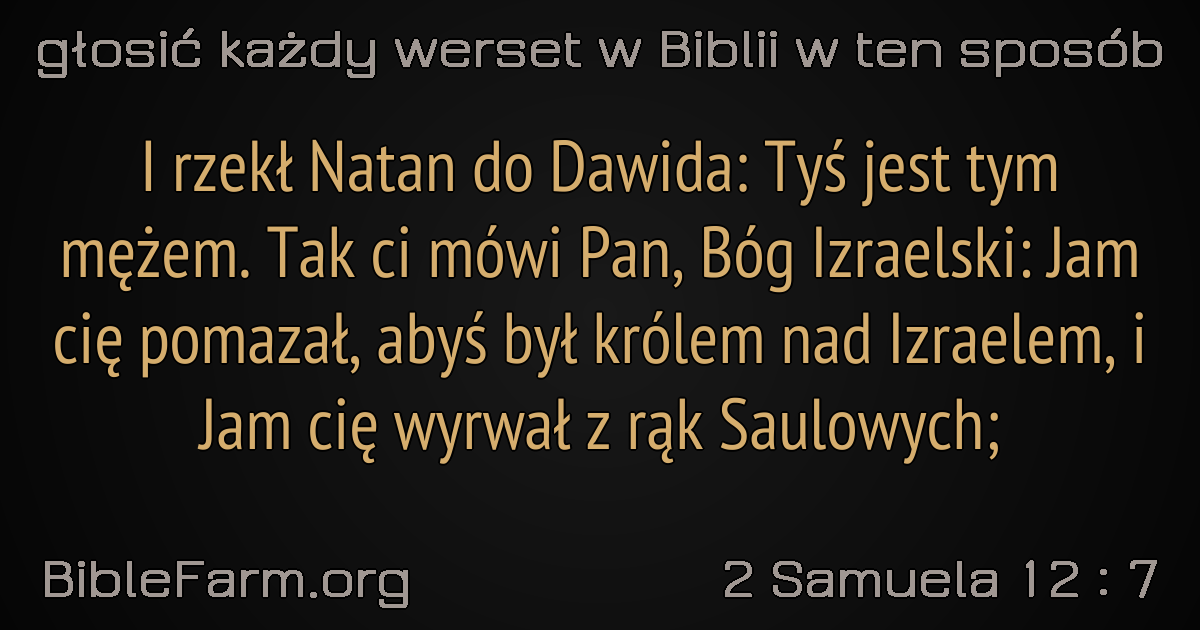 głosić każdy werset w Biblii w ten sposób
I rzekł Natan do Dawida: Tyś jest tym
mężem. Tak ci mówi Pan, Bóg Izraelski: Jam
cię pomazał, abyś był królem nad Izraelem, i
Jam cię wyrwał z rąk Saulowych;
BibleFarm.org
2 Samuela 12 : 7